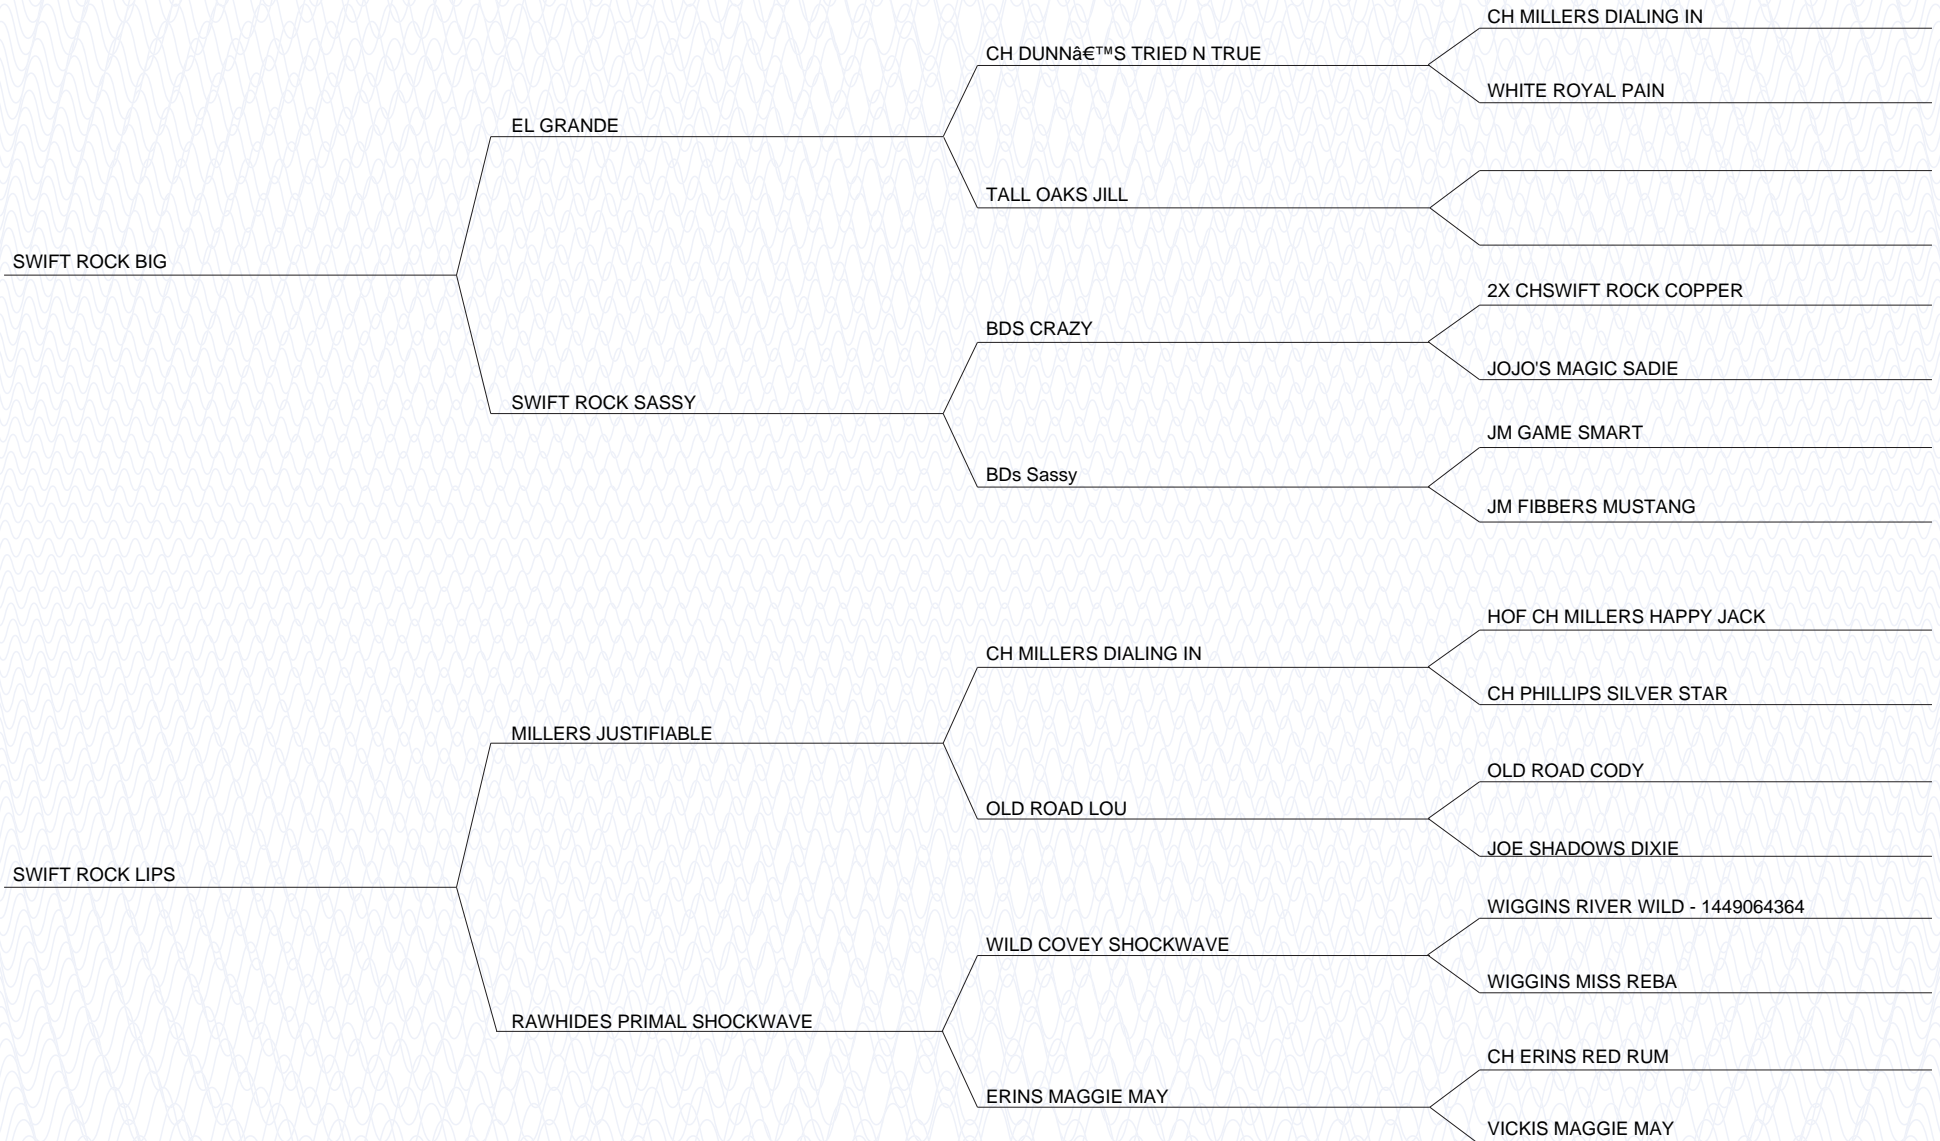 CH MILLERS DIALING IN
CH DUNNâ€™S TRIED N TRUE
WHITE ROYAL PAIN
EL GRANDE
TALL OAKS JILL
SWIFT ROCK BIG
2X CHSWIFT ROCK COPPER
BDS CRAZY
JOJO'S MAGIC SADIE
SWIFT ROCK SASSY
JM GAME SMART
BDs Sassy
JM FIBBERS MUSTANG
HOF CH MILLERS HAPPY JACK
CH MILLERS DIALING IN
CH PHILLIPS SILVER STAR
MILLERS JUSTIFIABLE
OLD ROAD CODY
OLD ROAD LOU
JOE SHADOWS DIXIE
SWIFT ROCK LIPS
WIGGINS RIVER WILD - 1449064364
WILD COVEY SHOCKWAVE
WIGGINS MISS REBA
RAWHIDES PRIMAL SHOCKWAVE
CH ERINS RED RUM
ERINS MAGGIE MAY
VICKIS MAGGIE MAY